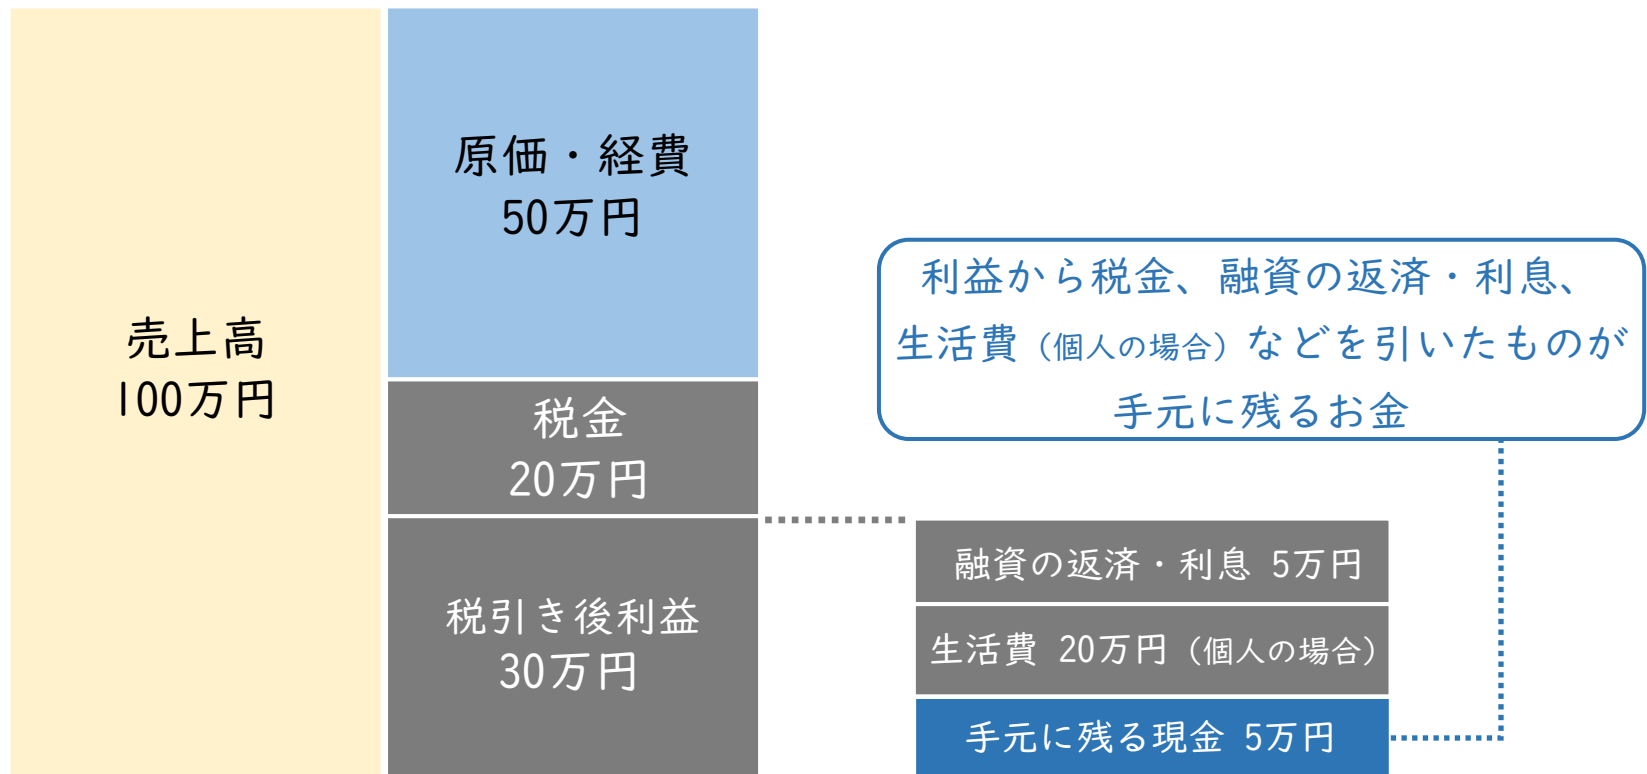 売上高
100万円
原価・経費
50万円
税金
20万円
税引き後利益
30万円
利益から税金、融資の返済・利息、
生活費（個人の場合）などを引いたものが
手元に残るお金
融資の返済・利息 5万円
生活費 20万円（個人の場合）
手元に残る現金 5万円